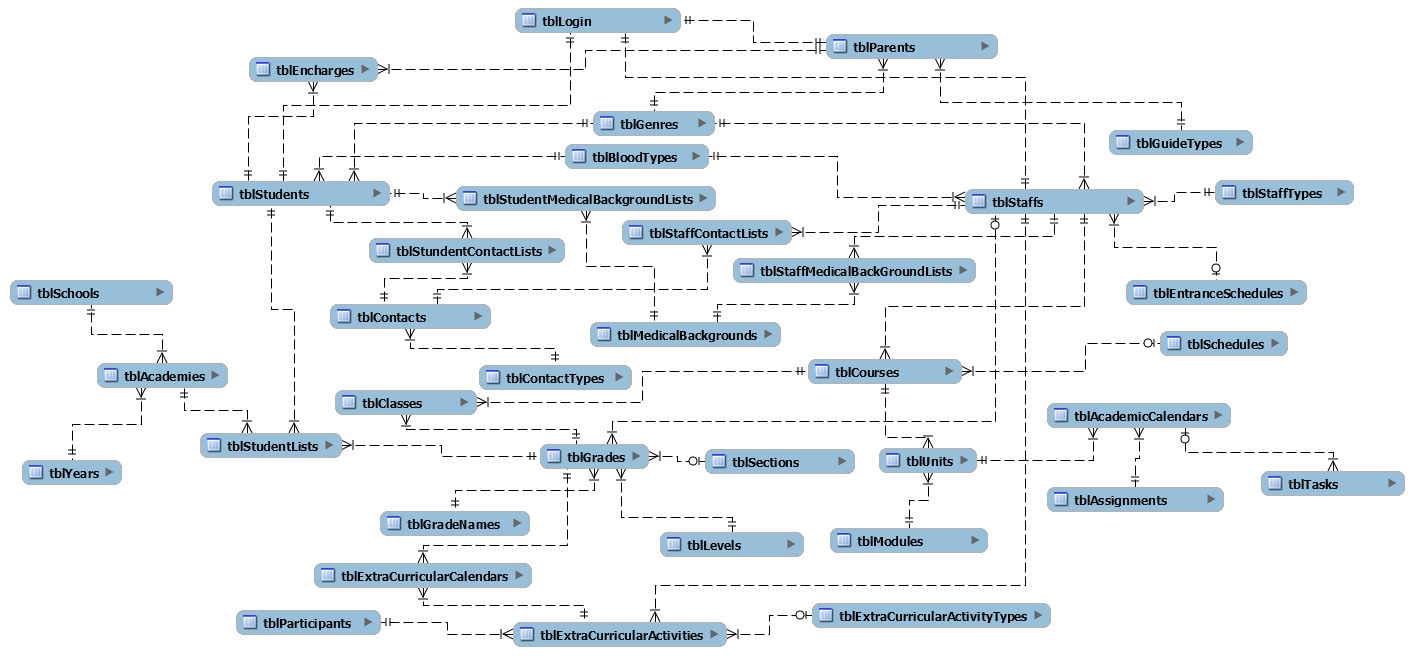 tblLogin
tblParents
tblEncharges
tblGenres
tblGuideTypes
tblBloodTypes
tblStudents
tblStudentMedicalBackgroundLists
tblStaffs
tblStaffTypes
tblStaffContactLists
tblStundentContactLists
tblStaffMedicalBackGroundLists
tblSchools
tblEntranceSchedules
tblContacts
tblMedicalBackgrounds
tblSchedules
tblAcademies
tblContactTypes
tblCourses
tblClasses
tblAcademicCalendars
tblStudentLists
tblGrades
tblSections
tblUnits
tblYears
tblTasks
tblAssignments
tblGradeNames
tblLevels
tblModules
tblExtraCurricularCalendars
tblParticipants
tblExtraCurricularActivityTypes
tblExtraCurricularActivities